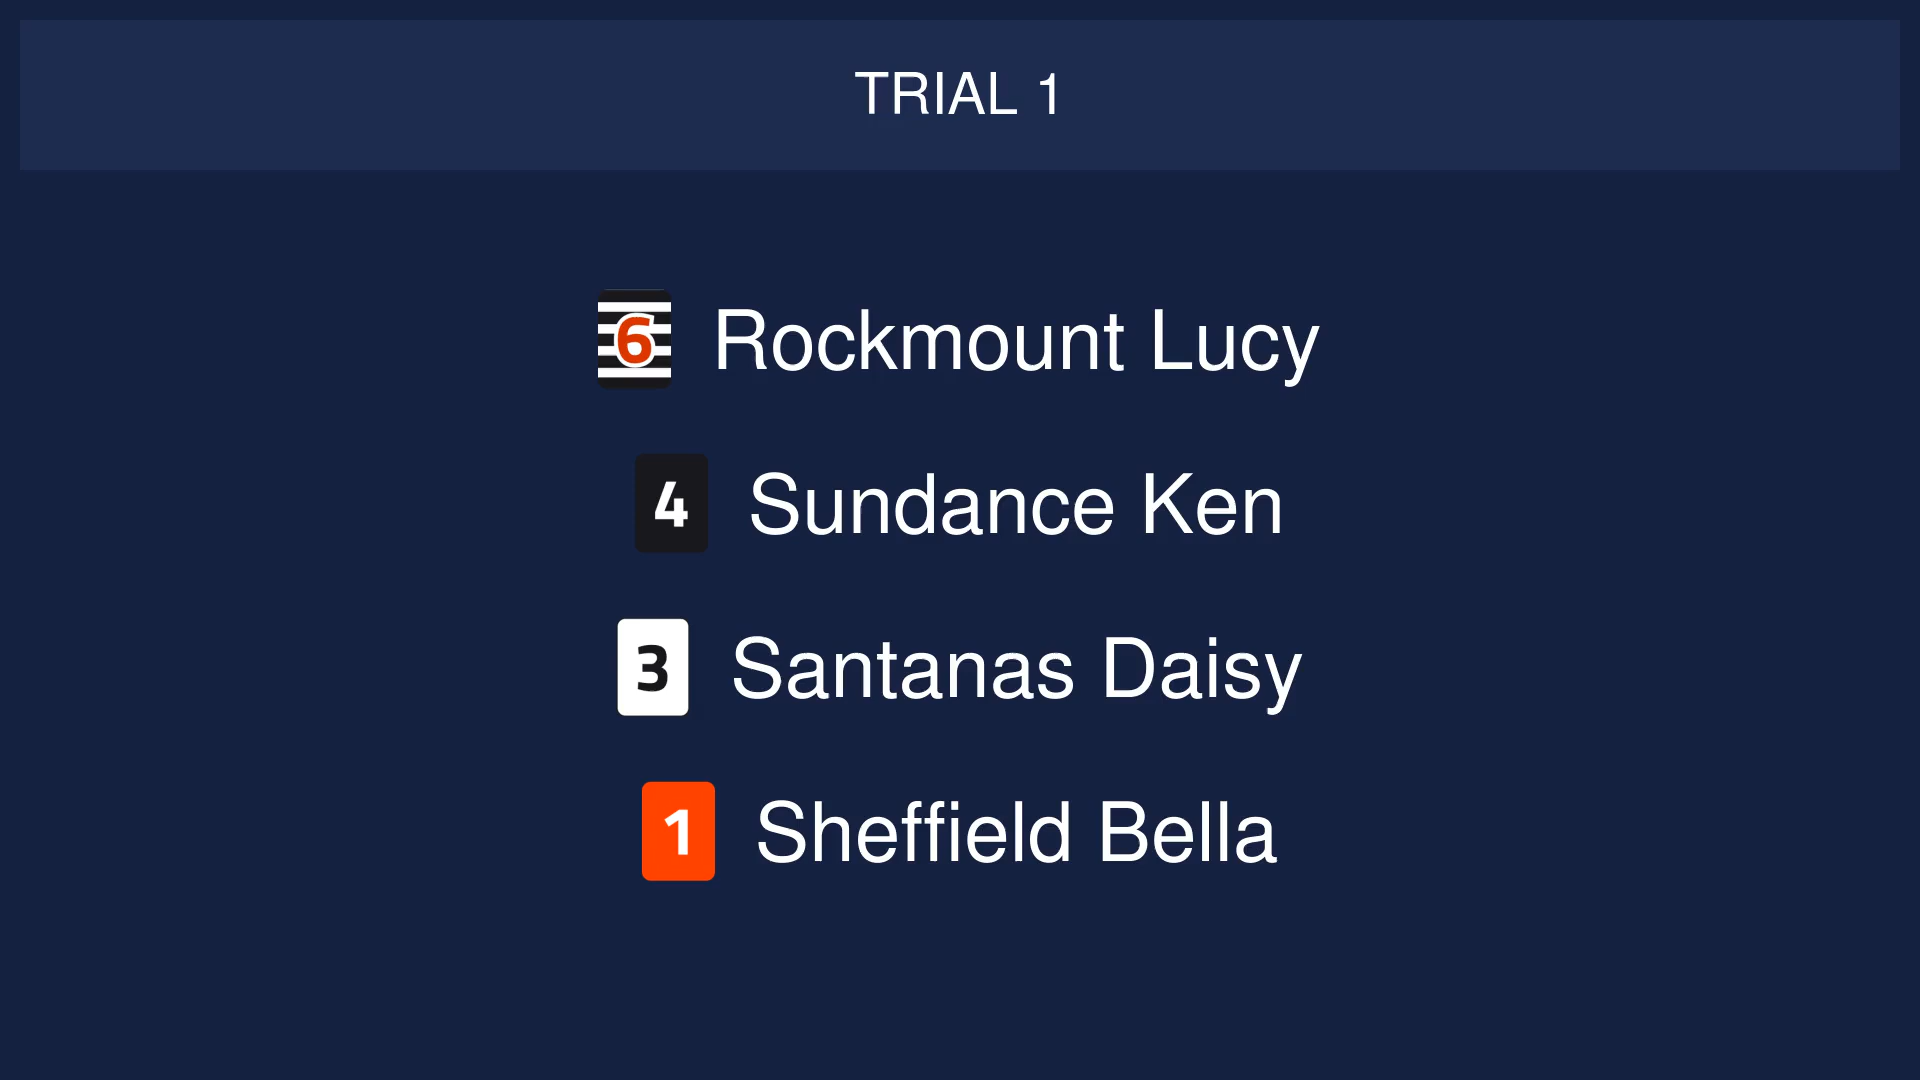 TRIAL 1
6 Rockmount Lucy
4 Sundance Ken
3 Santanas Daisy
1 Sheffield Bella